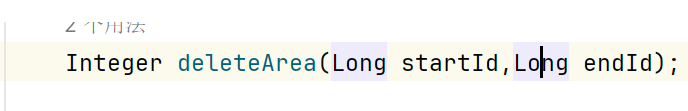 2 个用法
Integer deleteArea(Long startId,Long endId);